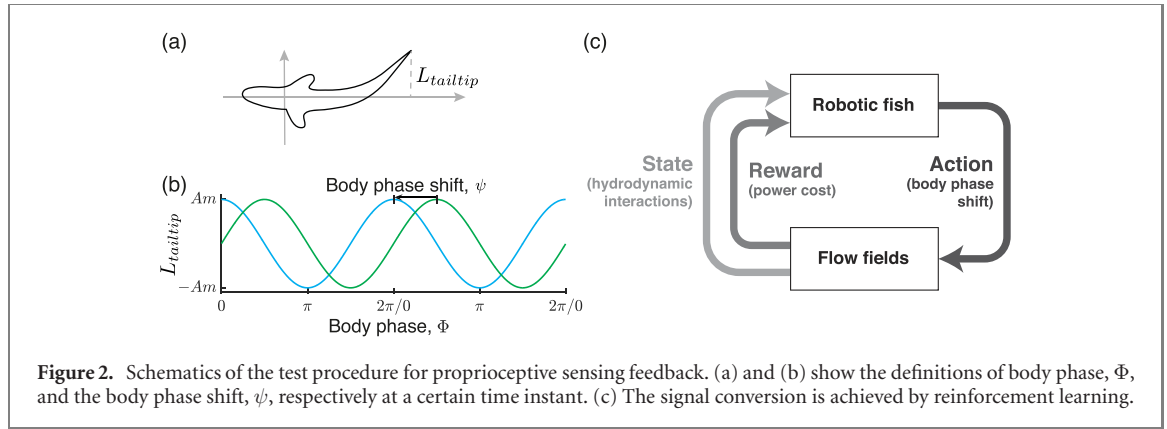 (a)
L_{tailtip}
(b)
Body phase shift, ψ
Am
L_{tailtip}
−Am
0
π
2π/0
π
2π/0
Body phase, Φ
(c)
Robotic fish
State
(hydrodynamic
interactions)
Reward
(power cost)
Action
(body phase
shift)
Flow fields
Figure 2. Schematics of the test procedure for proprioceptive sensing feedback. (a) and (b) show the definitions of body phase, Φ,
and the body phase shift, ψ, respectively at a certain time instant. (c) The signal conversion is achieved by reinforcement learning.